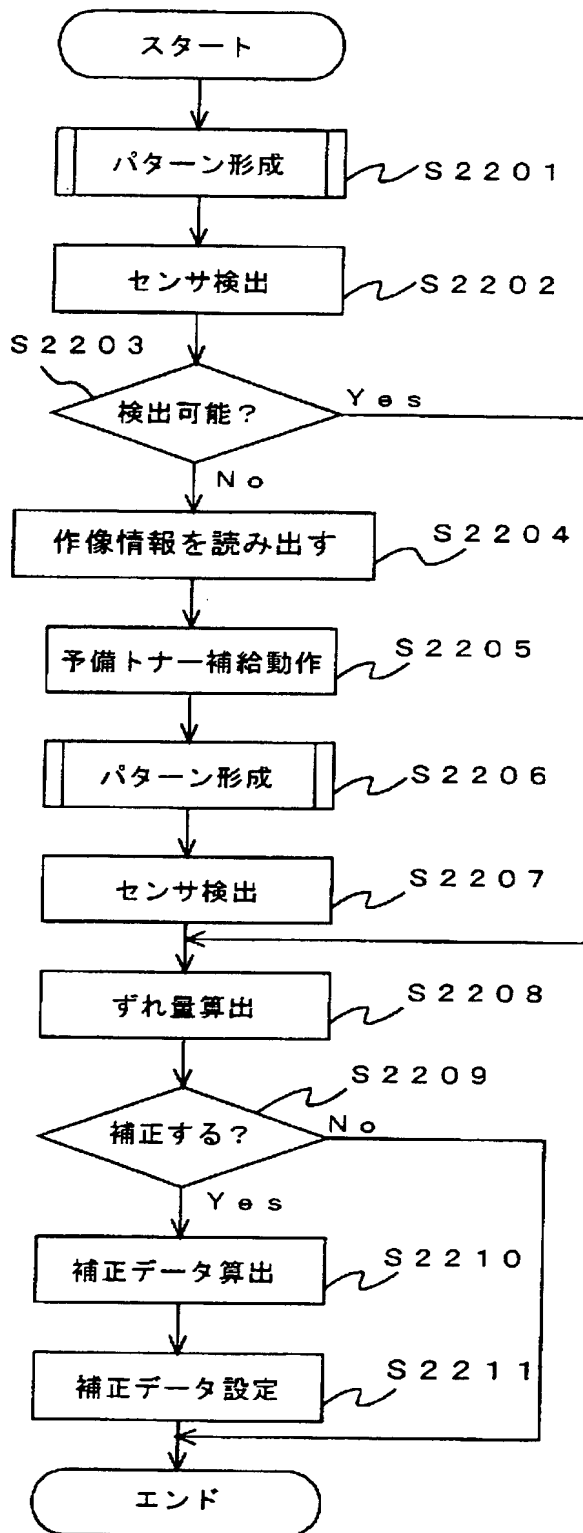 スタート
パターン形成
S2201
センサ検出
S2202
S2203
検出可能？
Yes
No
作像情報を読み出す
S2204
予備トナー補給動作
S2205
パターン形成
S2206
センサ検出
S2207
ずれ量算出
S2208
S2209
補正する？
No
Yes
補正データ算出
S2210
補正データ設定
S2211
エンド